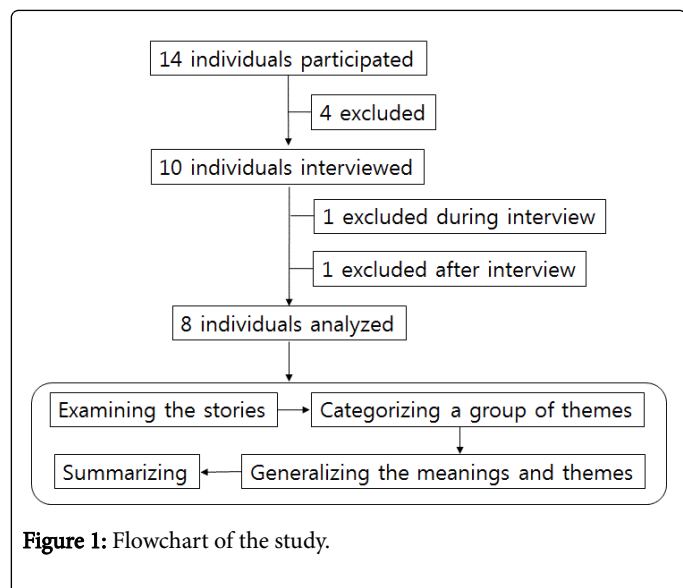 14 individuals participated
4 excluded
10 individuals interviewed
1 excluded during interview
1 excluded after interview
8 individuals analyzed
Examining the stories
Categorizing a group of themes
Generalizing the meanings and themes
Summarizing
Figure 1: Flowchart of the study.